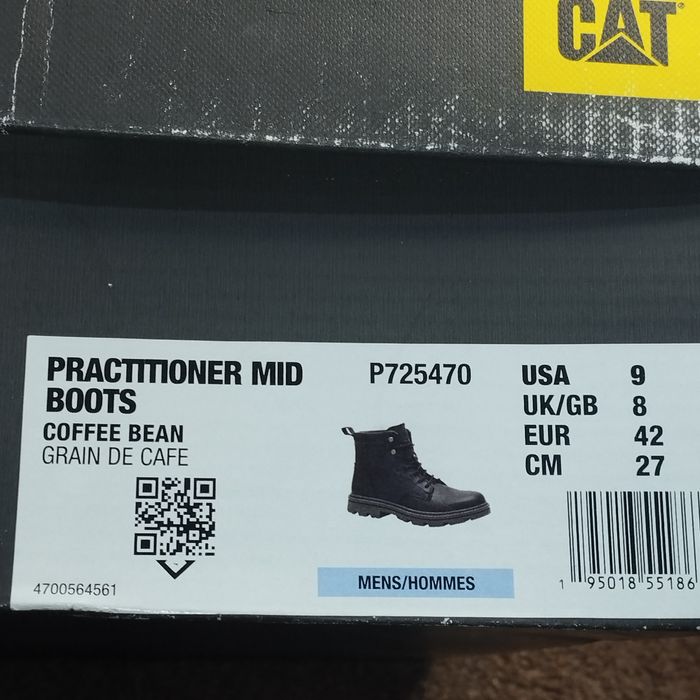 CAT
PRACTITIONER MID
BOOTS
COFFEE BEAN
GRAIN DE CAFE
4700564561
P725470
MENS/HOMMES
USA 9
UK/GB 8
EUR 42
CM 27
1 95018 55186